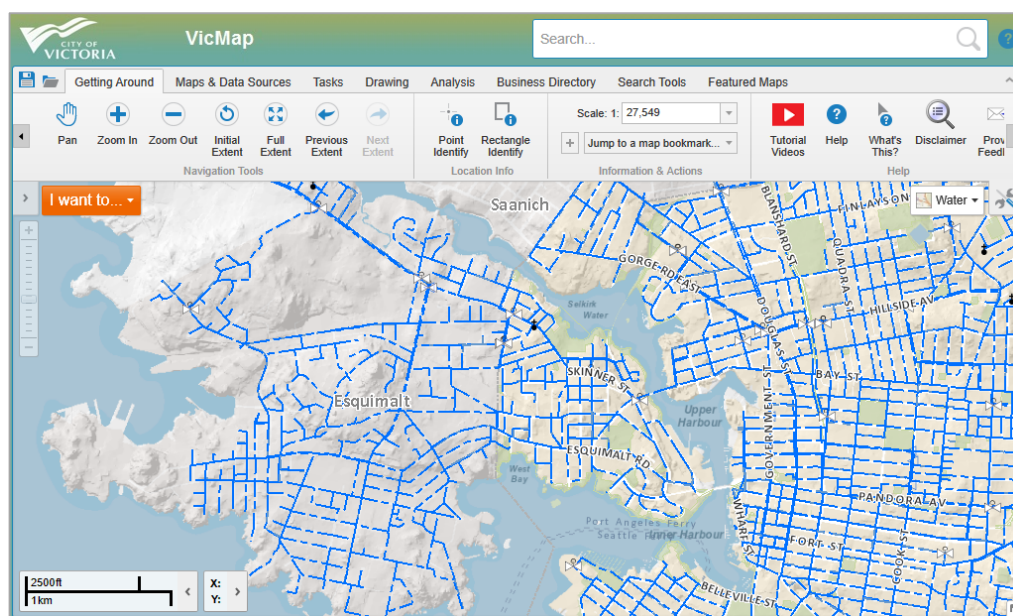 CITY OF
VICTORIA
VicMap
Search...
?
Getting Around Maps & Data Sources Tasks Drawing Analysis Business Directory Search Tools Featured Maps
Pan
Zoom In
Zoom Out
Initial
Extent
Full
Extent
Previous
Extent
Next
Extent
Navigation Tools
Point
Identify
Rectangle
Identify
Location Info
Scale: 1: 27,549
Jump to a map bookmark...
Information & Actions
Tutorial
Videos
Help
What's
This?
Disclaimer
Prov
Feedl
Help
I want to...
Water
Saanich
BLANSHARD ST
FINLAYSON
QUADRA ST
GORGE RD EAST
Selkirk
Water
HILLSIDE AV
DOUGLAS ST
SKINNER ST
BAY ST
Esquimalt
Upper
Harbour
GOVERNMENT ST
ESQUIMALT RD
West
Bay
PANDORA AV
WHARF ST
Port Angeles Ferry
Seattle
Inner Harbour
FORT ST
COOK ST
BELLEVILLE ST
2500ft
1km
X:
Y: